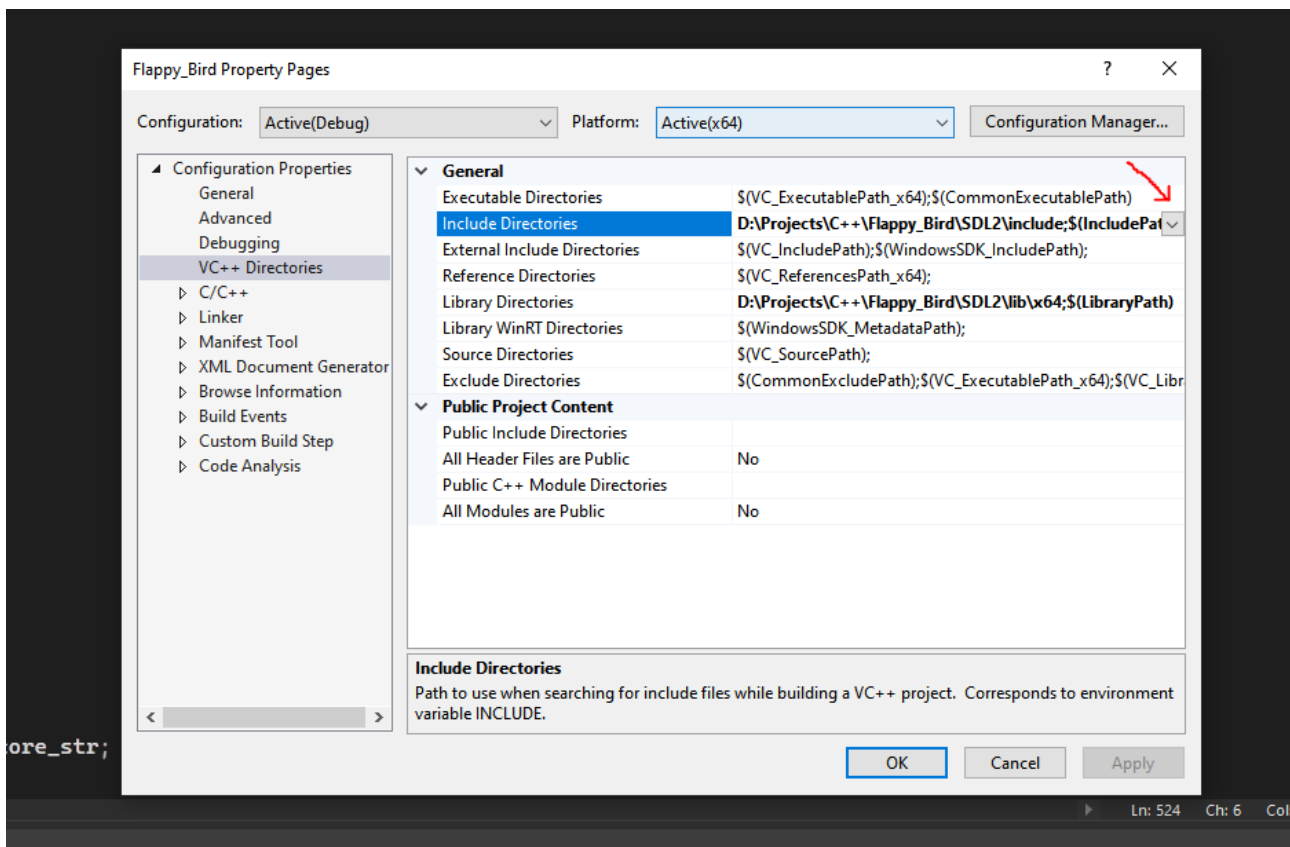 Flappy_Bird Property Pages ?
Configuration: Active(Debug) Platform: Active(x64) Configuration Manager...
Configuration Properties
General
Advanced
Debugging
VC++ Directories
C/C++
Linker
Manifest Tool
XML Document Generator
Browse Information
Build Events
Custom Build Step
Code Analysis
General
Executable Directories $(VC_ExecutablePath_x64);$(CommonExecutablePath)
Include Directories D:\Projects\C++\Flappy_Bird\SDL2\include;$(IncludePat
External Include Directories $(VC_IncludePath);$(WindowsSDK_IncludePath);
Reference Directories $(VC_ReferencesPath_x64);
Library Directories D:\Projects\C++\Flappy_Bird\SDL2\lib\x64;$(LibraryPath)
Library WinRT Directories $(WindowsSDK_MetadataPath);
Source Directories $(VC_SourcePath);
Exclude Directories $(CommonExcludePath);$(VC_ExecutablePath_x64);$(VC_Libr
Public Project Content
Public Include Directories
All Header Files are Public No
Public C++ Module Directories
All Modules are Public No
Include Directories
Path to use when searching for include files while building a VC++ project. Corresponds to environment
variable INCLUDE.
ore_str;
OK Cancel Apply
Ln: 524 Ch: 6 Col